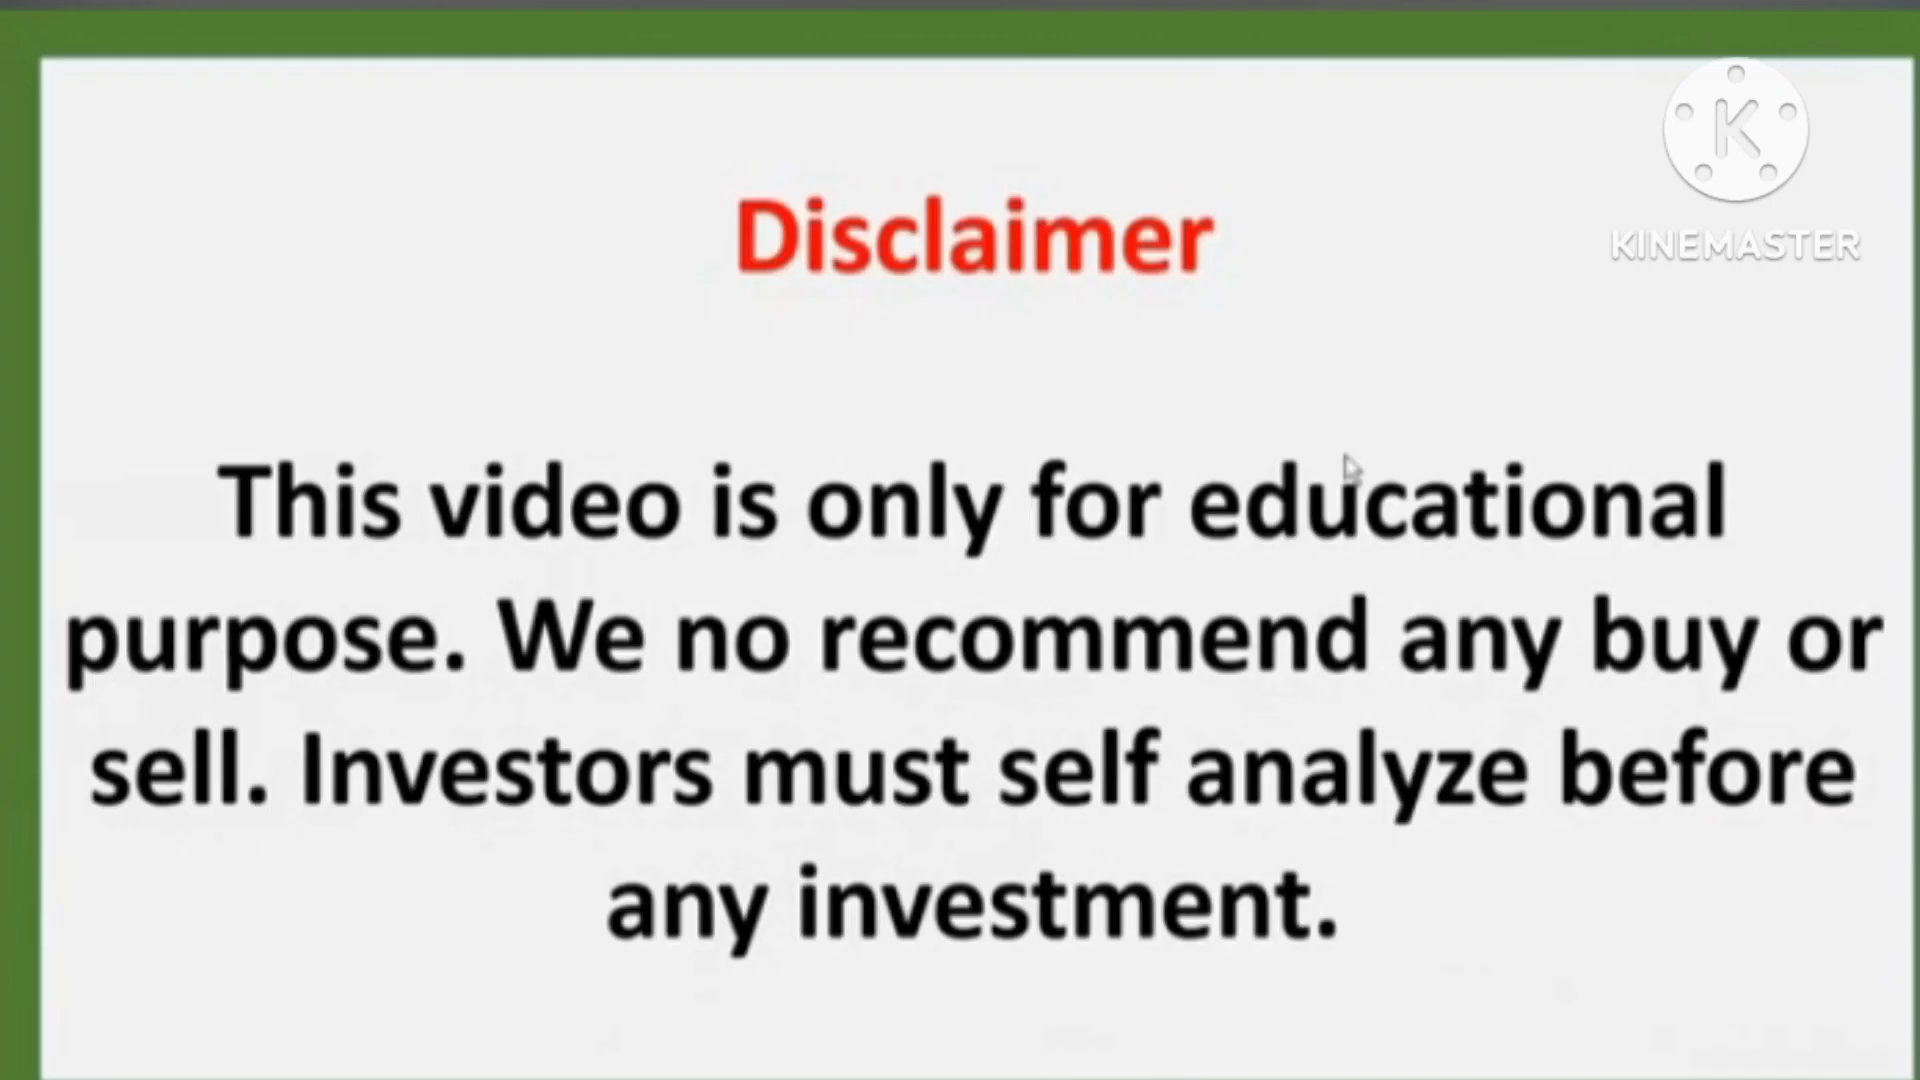 K
KINEMASTER
Disclaimer
This video is only for educational
purpose. We no recommend any buy or
sell. Investors must self analyze before
any investment.